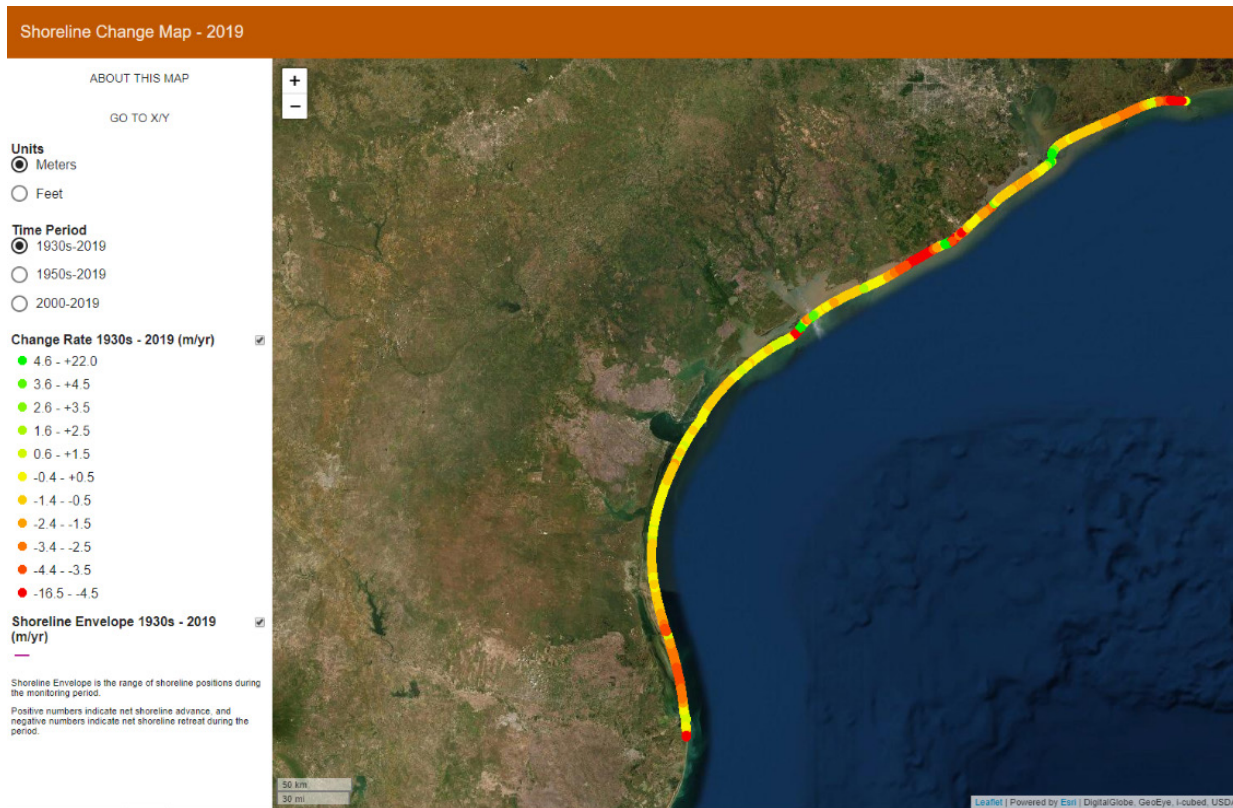 Shoreline Change Map - 2019
ABOUT THIS MAP
GO TO X/Y
Units
Meters
Feet
Time Period
1930s-2019
1950s-2019
2000-2019
Change Rate 1930s - 2019 (m/yr)
4.6 - +22.0
3.6 - +4.5
2.6 - +3.5
1.6 - +2.5
0.6 - +1.5
-0.4 - +0.5
-1.4 - -0.5
-2.4 - -1.5
-3.4 - -2.5
-4.4 - -3.5
-16.5 - -4.5
Shoreline Envelope 1930s - 2019
(m/yr)
Shoreline Envelope is the range of shoreline positions during
the monitoring period.
Positive numbers indicate net shoreline advance, and
negative numbers indicate net shoreline retreat during the
period.
+
−
50 km
30 mi
Leaflet | Powered by Esri | DigitalGlobe, GeoEye, i-cubed, USDA